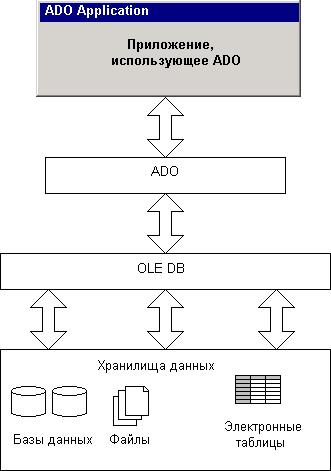 ADO Application
Приложение,
использующее ADO
ADO
OLE DB
Хранилища данных
Базы данных
Файлы
Электронные
таблицы